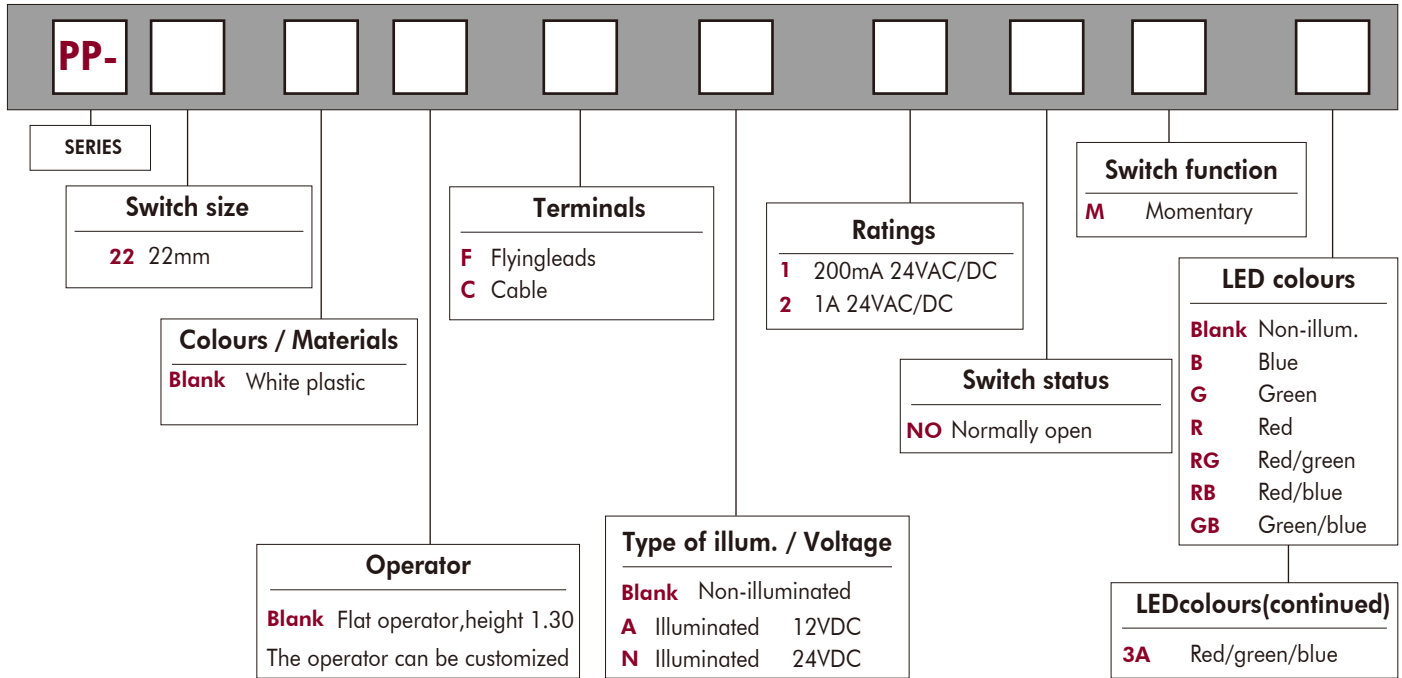 PP-
SERIES
Switch size
22 22mm
Colours / Materials
Blank White plastic
Operator
Blank Flat operator,height 1.30
The operator can be customized
Terminals
F Flyingleads
C Cable
Type of illum. / Voltage
Blank Non-illuminated
A Illuminated 12VDC
N Illuminated 24VDC
Ratings
1 200mA 24VAC/DC
2 1A 24VAC/DC
Switch status
NO Normally open
Switch function
M Momentary
LED colours
Blank Non-illum.
B Blue
G Green
R Red
RG Red/green
RB Red/blue
GB Green/blue
LEDcolours(continued)
3A Red/green/blue